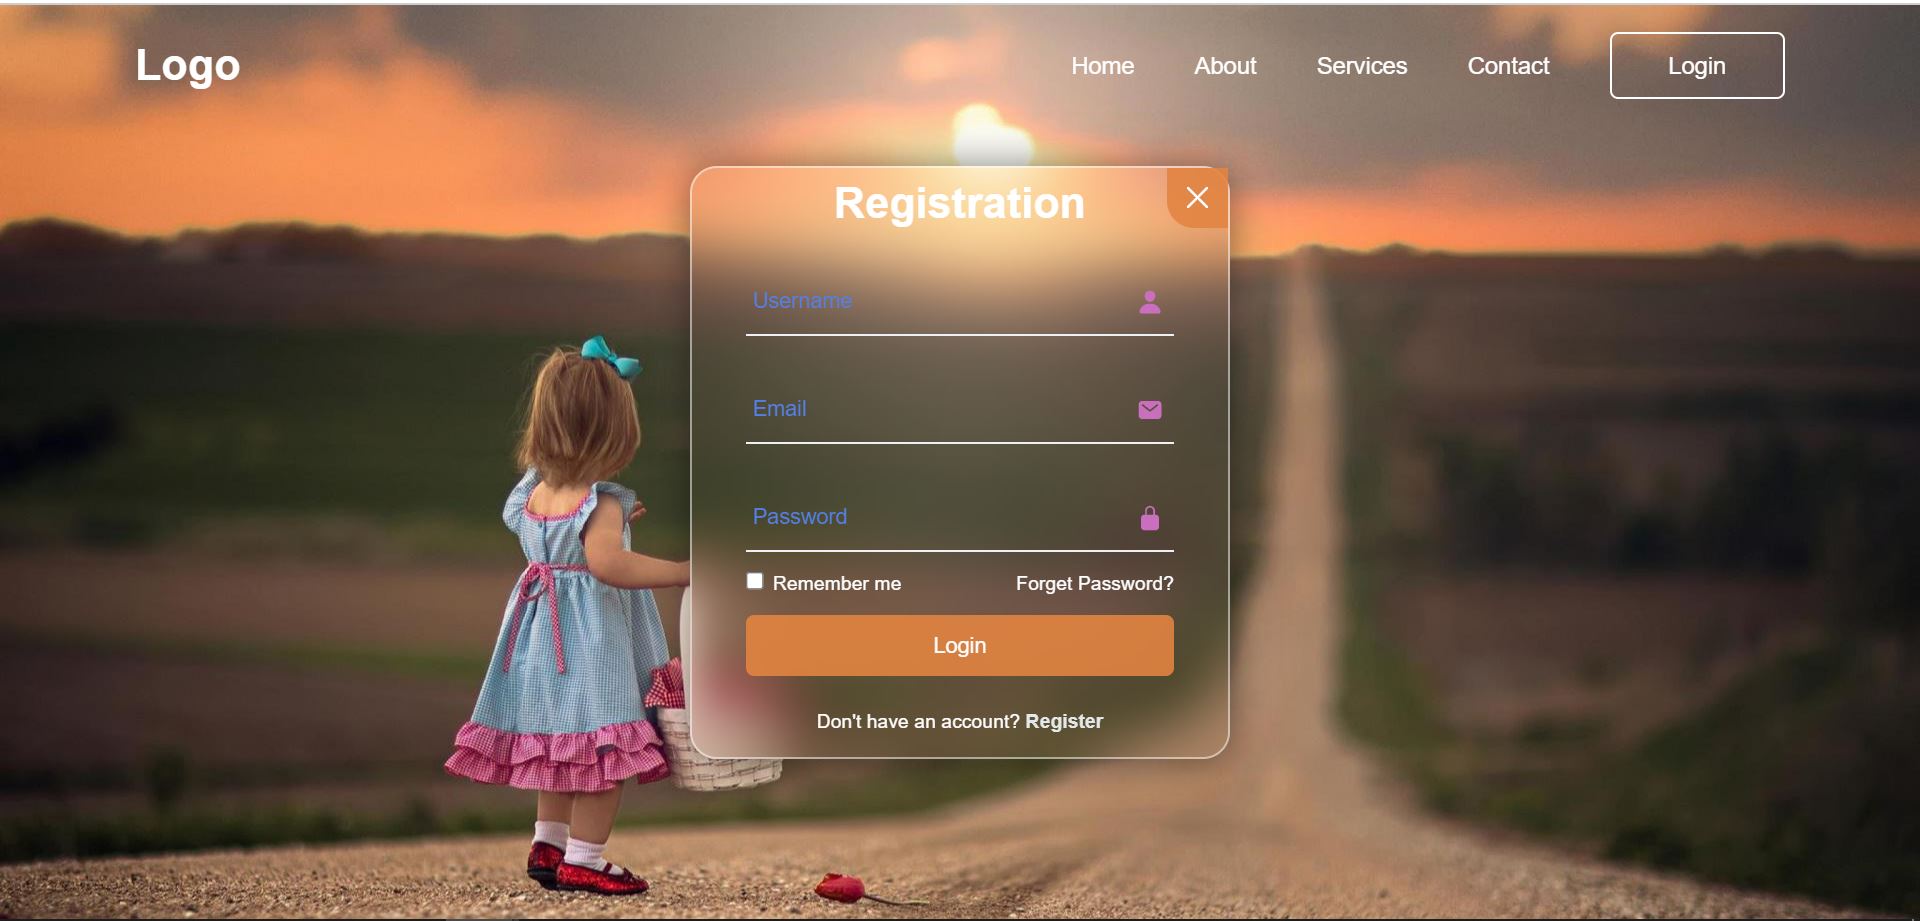 Logo
Home About Services Contact Login
Registration
Username
Email
Password
Remember me Forget Password?
Login
Don't have an account? Register